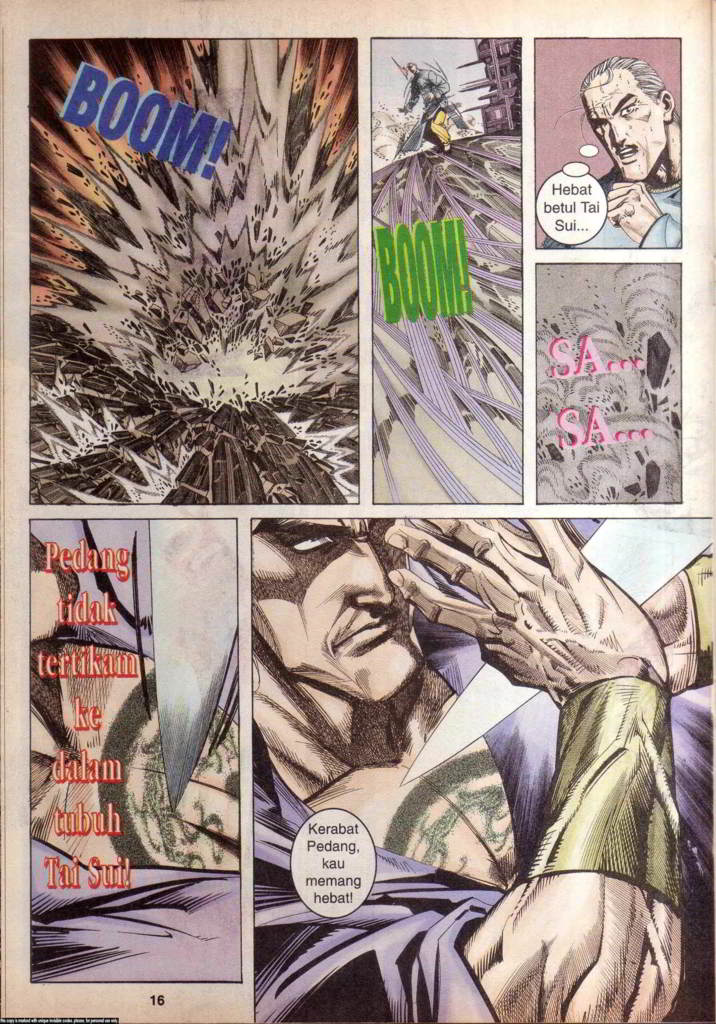 BOOM!
BOOM!
Hebat
betul Tai
Sui...
SA...
SA...
Pedang
tidak
tertikam
ke
dalam
tubuh
Tai Sui!
Kerabat
Pedang,
kau
memang
hebat!
16